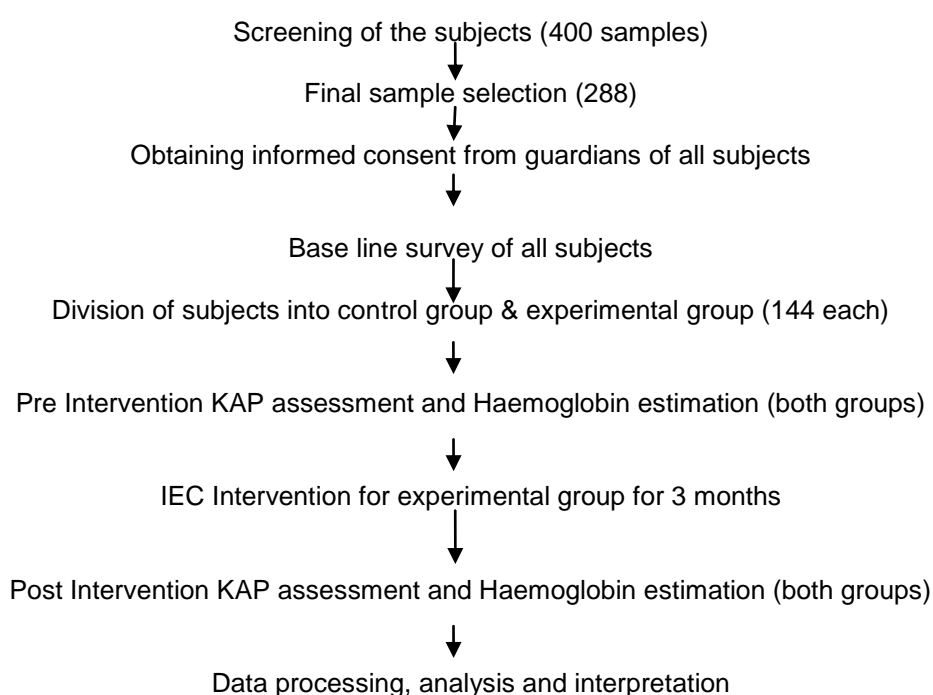 Screening of the subjects (400 samples)
Final sample selection (288)
Obtaining informed consent from guardians of all subjects
Base line survey of all subjects
Division of subjects into control group & experimental group (144 each)
Pre Intervention KAP assessment and Haemoglobin estimation (both groups)
IEC Intervention for experimental group for 3 months
Post Intervention KAP assessment and Haemoglobin estimation (both groups)
Data processing, analysis and interpretation